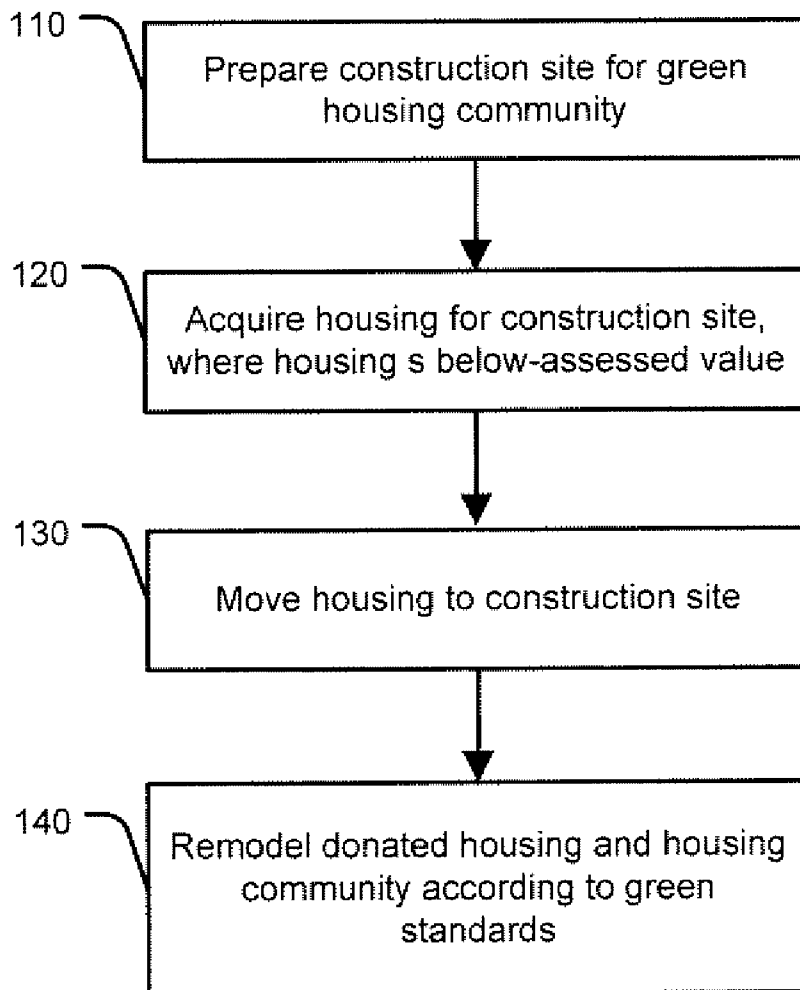 110
Prepare construction site for green
housing community
120
Acquire housing for construction site,
where housing s below-assessed value
130
Move housing to construction site
140
Remodel donated housing and housing
community according to green
standards